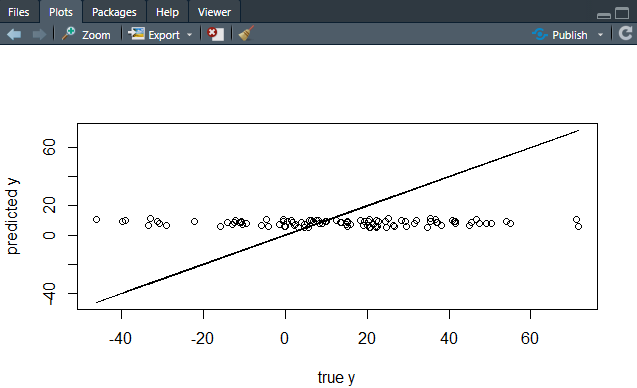 Files Plots Packages Help Viewer
Zoom Export Publish
predicted y
60
20
0
-40
-40 -20 0 20 40 60
true y